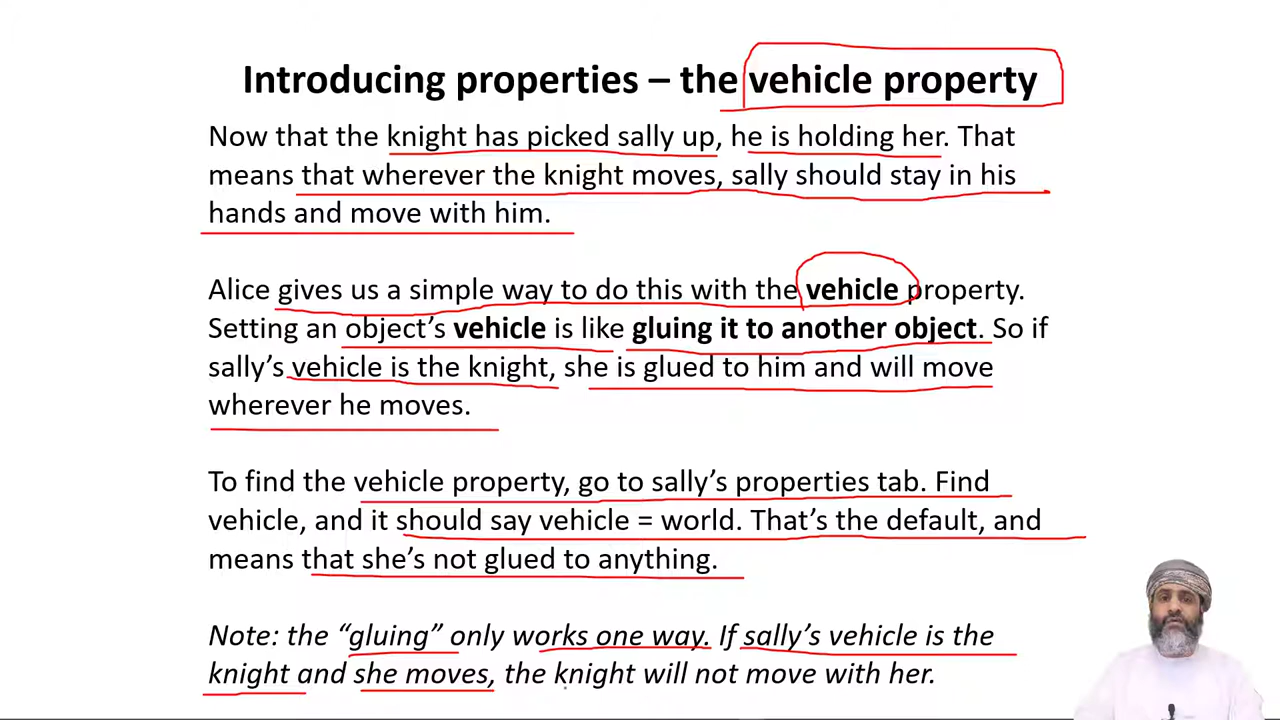 Introducing properties – the vehicle property
Now that the knight has picked sally up, he is holding her. That
means that wherever the knight moves, sally should stay in his
hands and move with him.
Alice gives us a simple way to do this with the vehicle property.
Setting an object's vehicle is like gluing it to another object. So if
sally's vehicle is the knight, she is glued to him and will move
wherever he moves.
To find the vehicle property, go to sally's properties tab. Find
vehicle, and it should say vehicle = world. That's the default, and
means that she's not glued to anything.
Note: the “gluing” only works one way. If sally's vehicle is the
knight and she moves, the knight will not move with her.